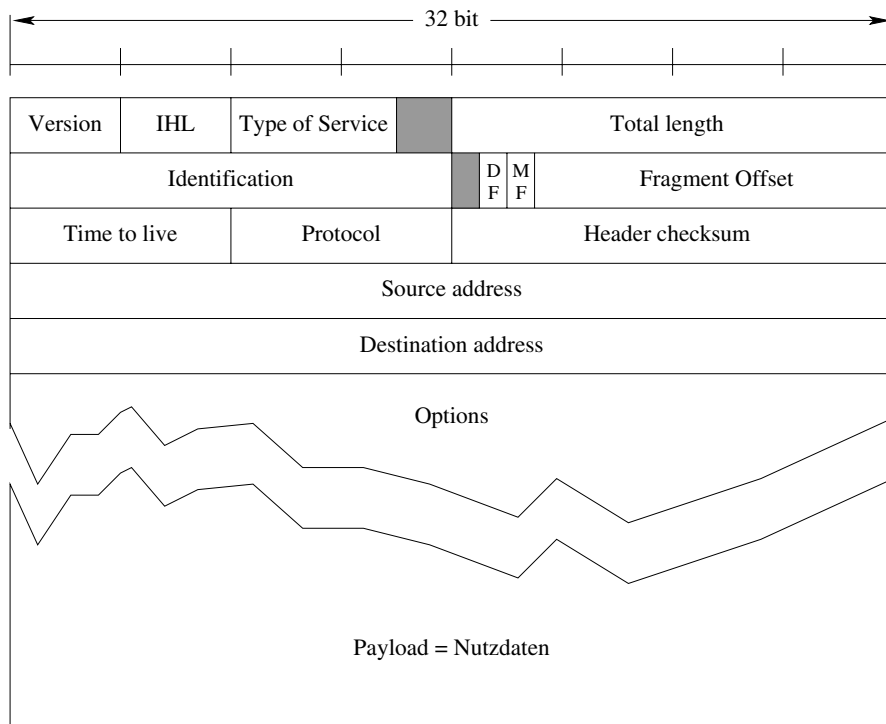 32 bit
Version IHL Type of Service Total length
Identification D F M F Fragment Offset
Time to live Protocol Header checksum
Source address
Destination address
Options
Payload = Nutzdaten